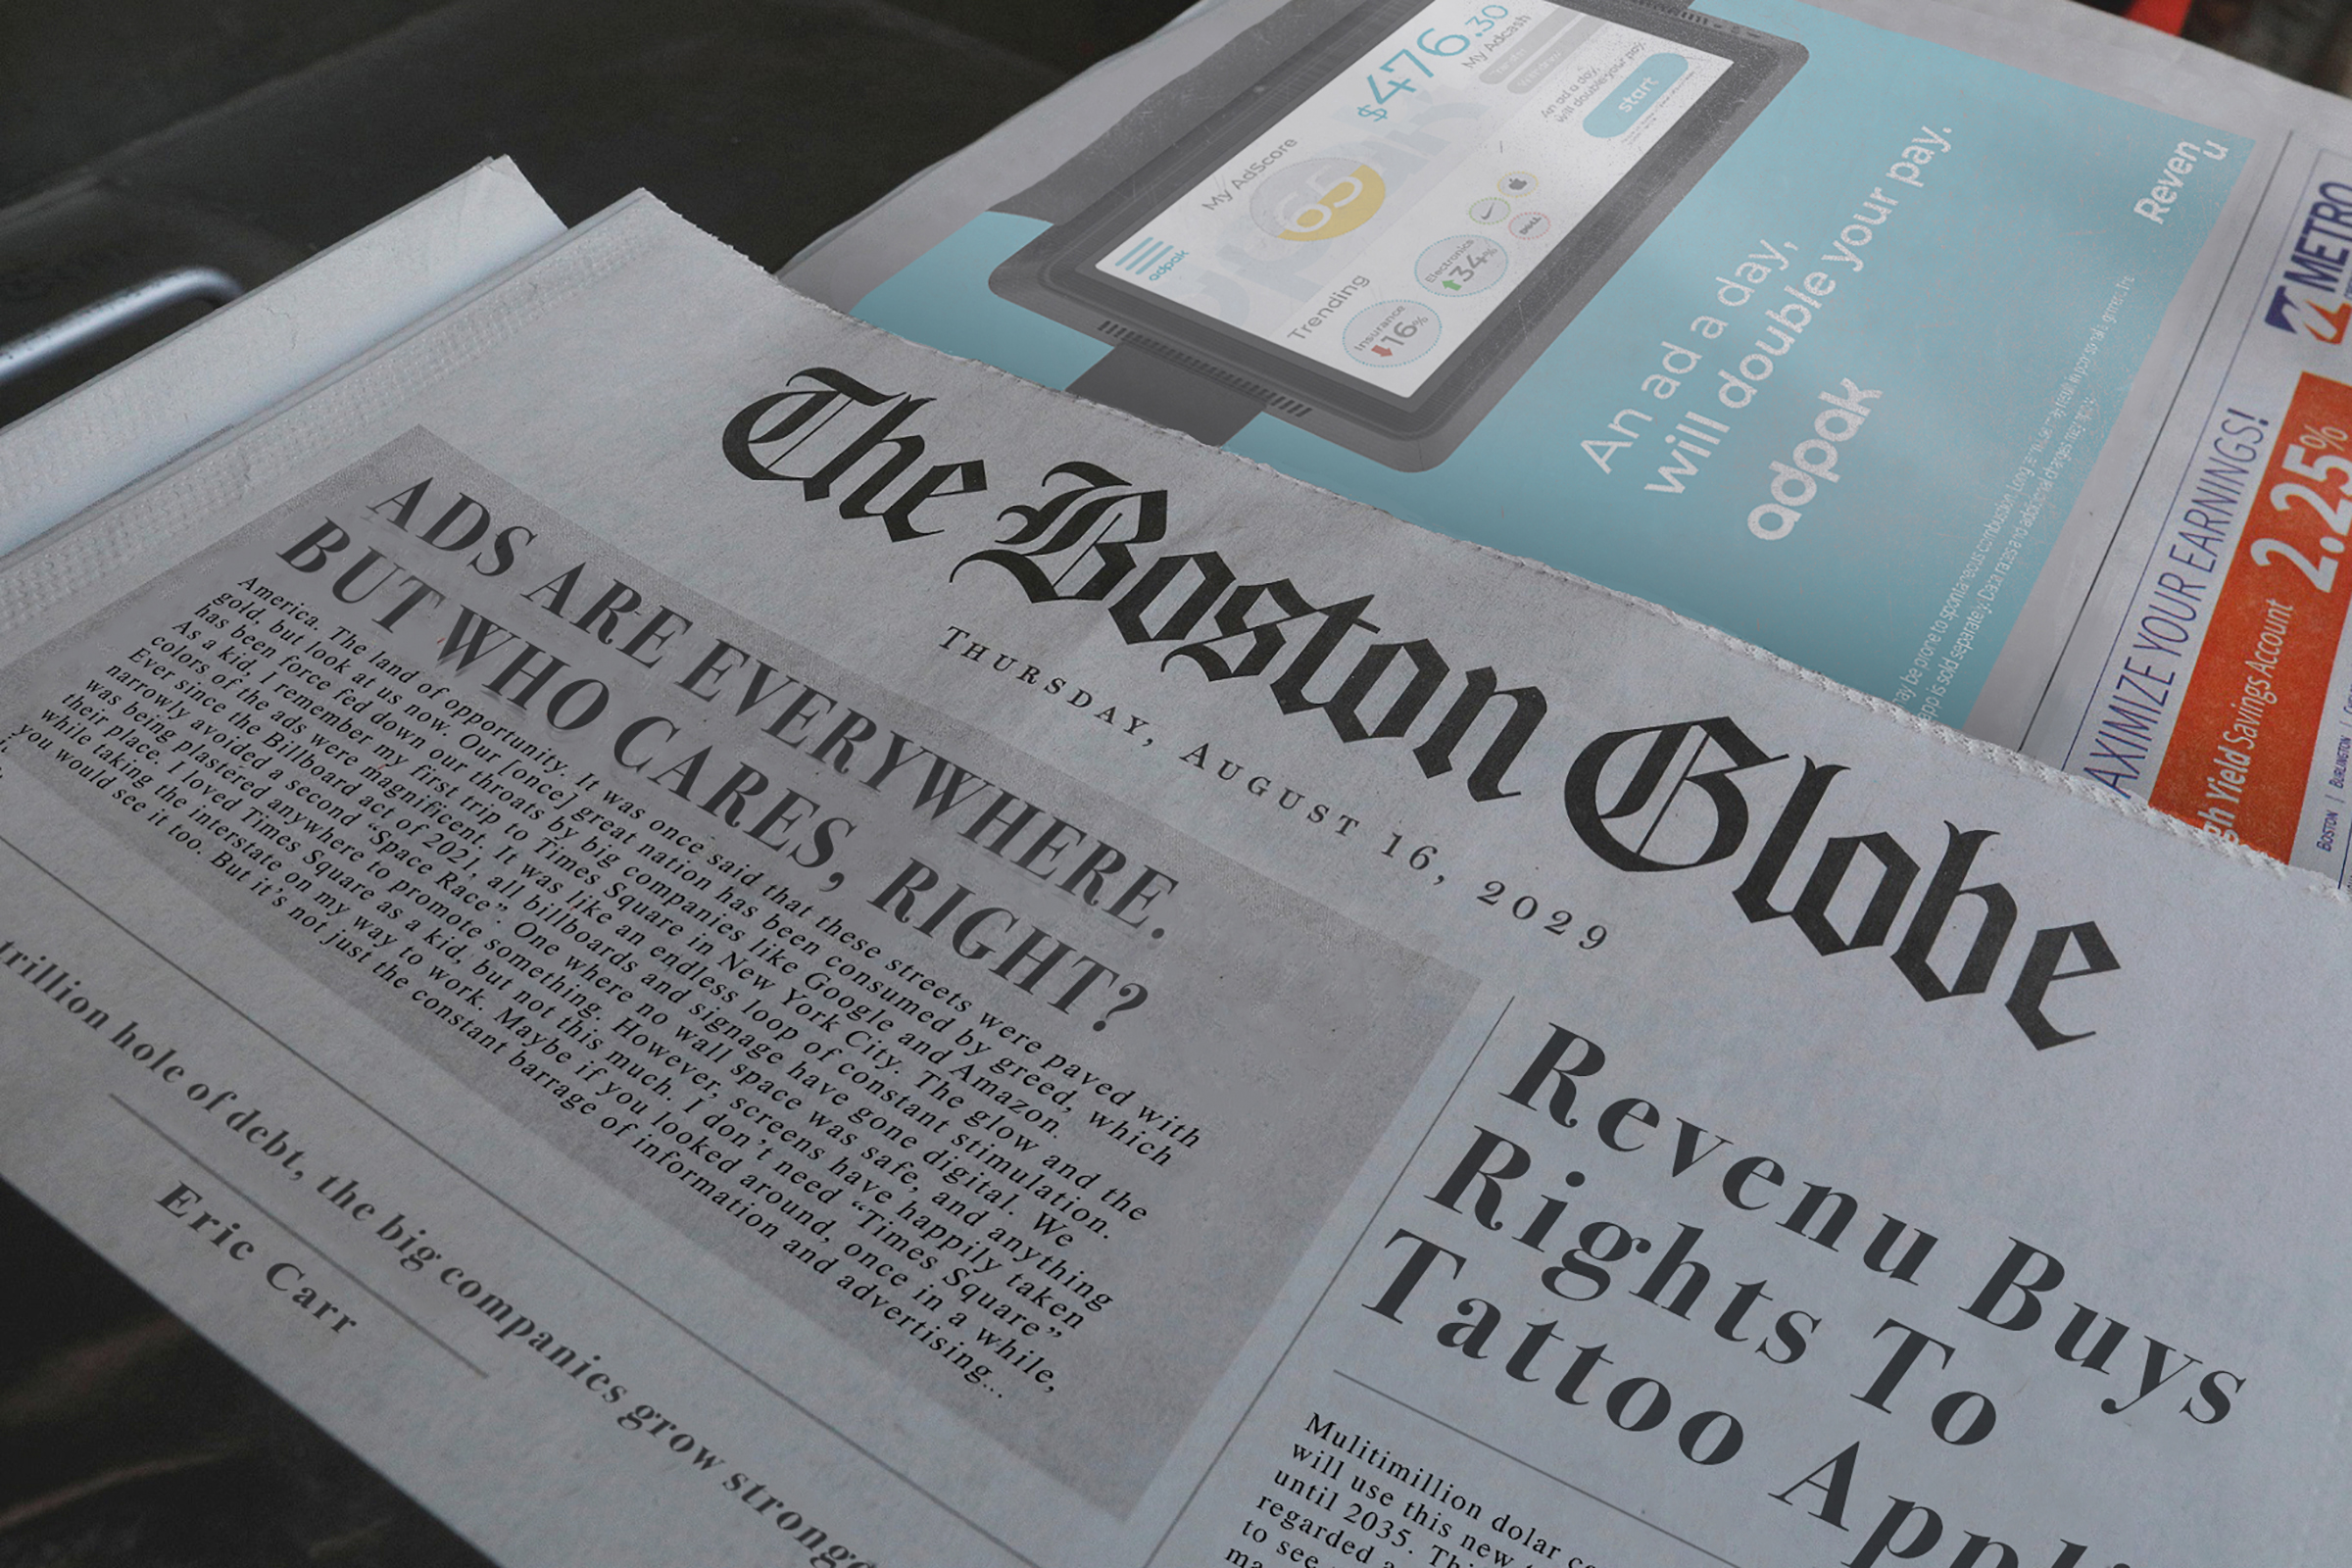 The Boston Globe
THURSDAY, AUGUST 16, 2029
ADS ARE EVERYWHERE.
BUT WHO CARES, RIGHT?
America. The land of opportunity. It was once said that these streets were paved with
gold, but look at us now. Our [once] great nation has been consumed by greed, which
has been force fed down our throats by big companies like Google and Amazon.
As a kid, I remember my first trip to Times Square in New York City. The glow and the
colors of the ads were magnificent. It was like an endless loop of constant stimulation.
Ever since the Billboard act of 2021, all billboards and signage have gone digital. We
narrowly avoided a second “Space Race”. One where no wall space was safe, and anything
was being plastered anywhere to promote something. However, screens have happily taken
their place. I loved Times Square as a kid, but not this much. I don’t need “Times Square”
while taking the interstate on my way to work. Maybe if you looked around, once in a while,
you would see it too. But it’s not just the constant barrage of information and advertising...
trillion hole of debt, the big companies grow stronge
Eric Carr
Revenu Buys
Rights To
Tattoo Appli
Mulitimillion dolar co
will use this new
until 2035. Thi
regarded a
to see
ma
$476.30
My Adcash
My AdScore
65
An ad a day,
will double your pay.
start
adpak
Trending
Insurance
16%
Electronics
34%
DELL
An ad a day,
will double your pay.
adpak
Reven
u
may be prone to spontaneous combustion. Long
app is sold separately. Data rates and additional charges may apply.
METRO
AXIMIZE YOUR EARNINGS!
gh Yield Savings Account
2.25%
BOSTON | BURLINGTON